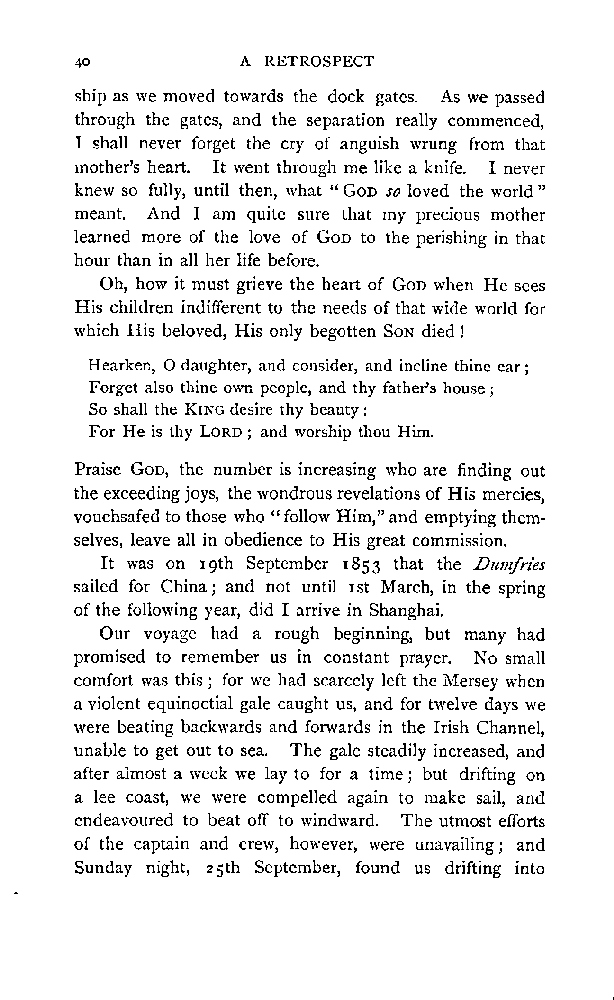 40 A RETROSPECT
ship as we moved towards the dock gates. As we passed
through the gates, and the separation really commenced,
I shall never forget the cry of anguish wrung from that
mother's heart. It went through me like a knife. I never
knew so fully, until then, what "GOD so loved the world"
meant. And I am quite sure that my precious mother
learned more of the love of GOD to the perishing in that
hour than in all her life before.
Oh, how it must grieve the heart of GOD when He sees
His children indifferent to the needs of that wide world for
which His beloved, His only begotten SON died!
Hearken, O daughter, and consider, and incline thine ear;
Forget also thine own people, and thy father's house;
So shall the KING desire thy beauty:
For He is thy LORD; and worship thou Him.
Praise GOD, the number is increasing who are finding out
the exceeding joys, the wondrous revelations of His mercies,
vouchsafed to those who "follow Him," and emptying them-
selves, leave all in obedience to His great commission.
It was on 19th September 1853 that the Dumfries
sailed for China; and not until 1st March, in the spring
of the following year, did I arrive in Shanghai.
Our voyage had a rough beginning, but many had
promised to remember us in constant prayer. No small
comfort was this; for we had scarcely left the Mersey when
a violent equinoctial gale caught us, and for twelve days we
were beating backwards and forwards in the Irish Channel,
unable to get out to sea. The gale steadily increased, and
after almost a week we lay to for a time; but drifting on
a lee coast, we were compelled again to make sail, and
endeavoured to beat off to windward. The utmost efforts
of the captain and crew, however, were unavailing; and
Sunday night, 25th September, found us drifting into